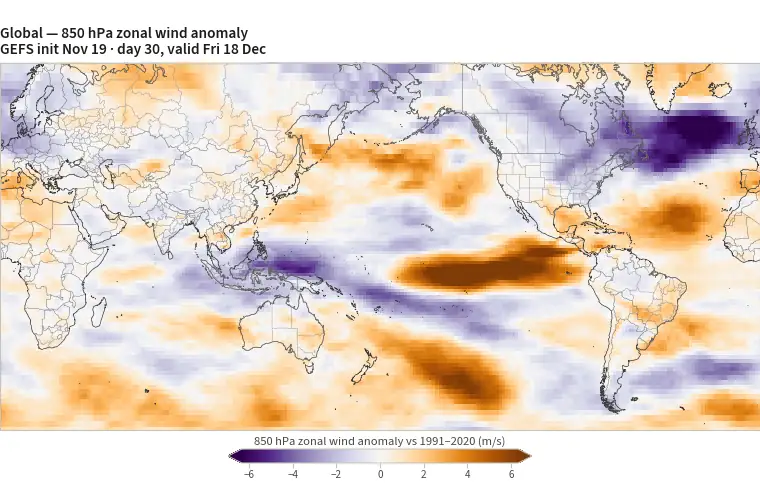 Global — 850 hPa zonal wind anomaly
GEFS init Nov 19 · day 30, valid Fri 18 Dec
850 hPa zonal wind anomaly vs 1991–2020 (m/s)
−6 −4 −2 0 2 4 6